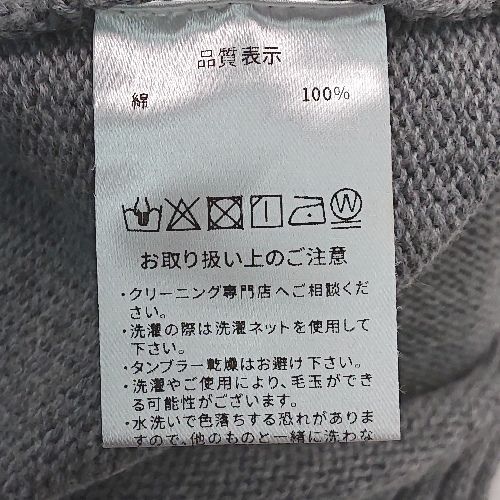 品質表示
綿 100%
W
お取り扱い上のご注意
・クリーニング専門店へご相談くだ
さい。
・洗濯の際は洗濯ネットを使用して
下さい。
・タンブラー乾燥はお避け下さい。
・洗濯やご使用により、毛玉ができ
る可能性がございます。
・水洗いで色落ちする恐れがありま
すので、他のものと一緒に洗わな